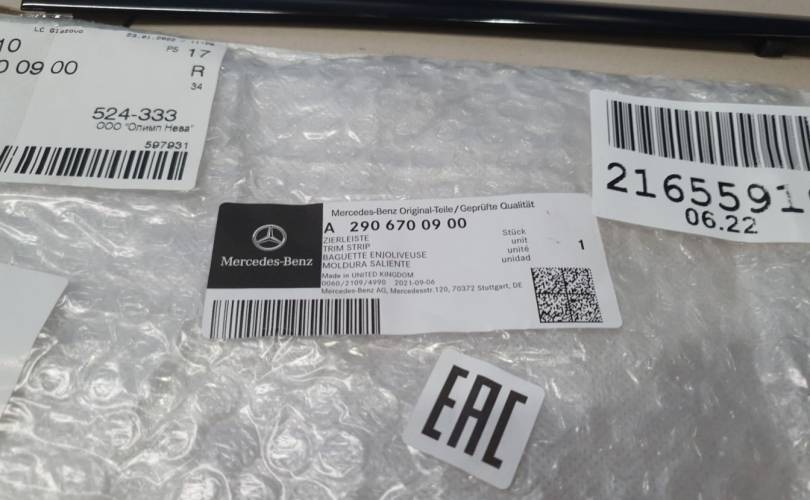 LC Glazovo
PS 17
0 09 00
R
34
524-333
ООО "Олимп Нева"
597931
2165591
06.22
Mercedes-Benz Original-Teile/Geprüfte Qualität
A 290 670 09 00
ZIERLEISTE
TRIM STRIP
BAGUETTE ENJOLIVEUSE
MOLDURA SALIENTE
Stück
unit
unité
unidad
1
Made in UNITED KINGDOM
0060/2109/4990 2021-09-06
Mercedes-Benz AG, Mercedesstr.120, 70372 Stuttgart, DE
Mercedes-Benz
EAC